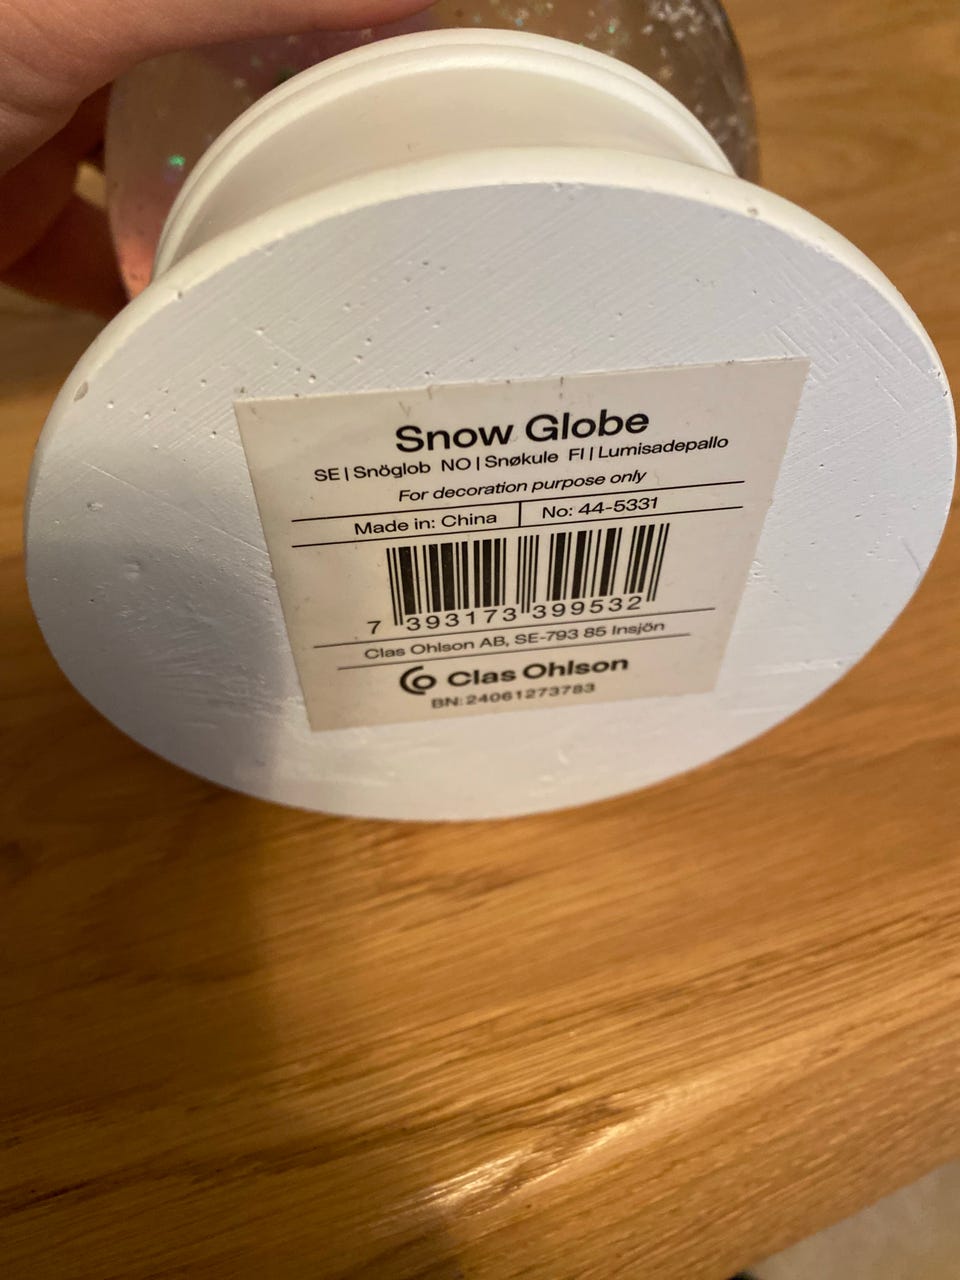 Snow Globe
SE | Snöglob NO | Snøkule FI | Lumisadepallo
For decoration purpose only
Made in: China No: 44-5331
7 393173 399532
Clas Ohlson AB, SE-793 85 Insjön
Clas Ohlson
BN: 24061273783